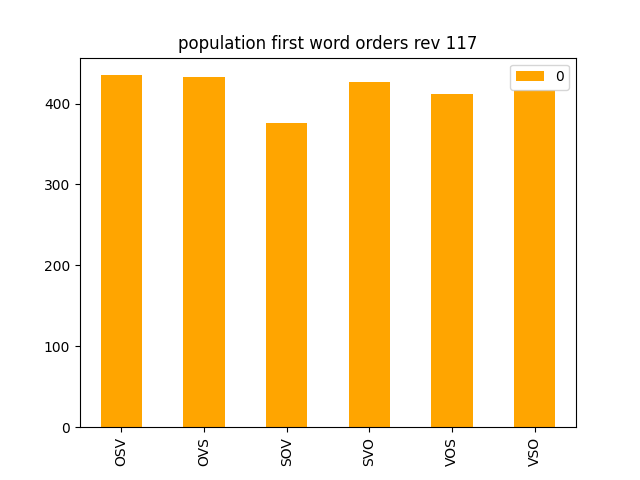 population first word orders rev 117
0
400
300
200
100
0
OSV
OVS
SOV
SVO
VOS
VSO